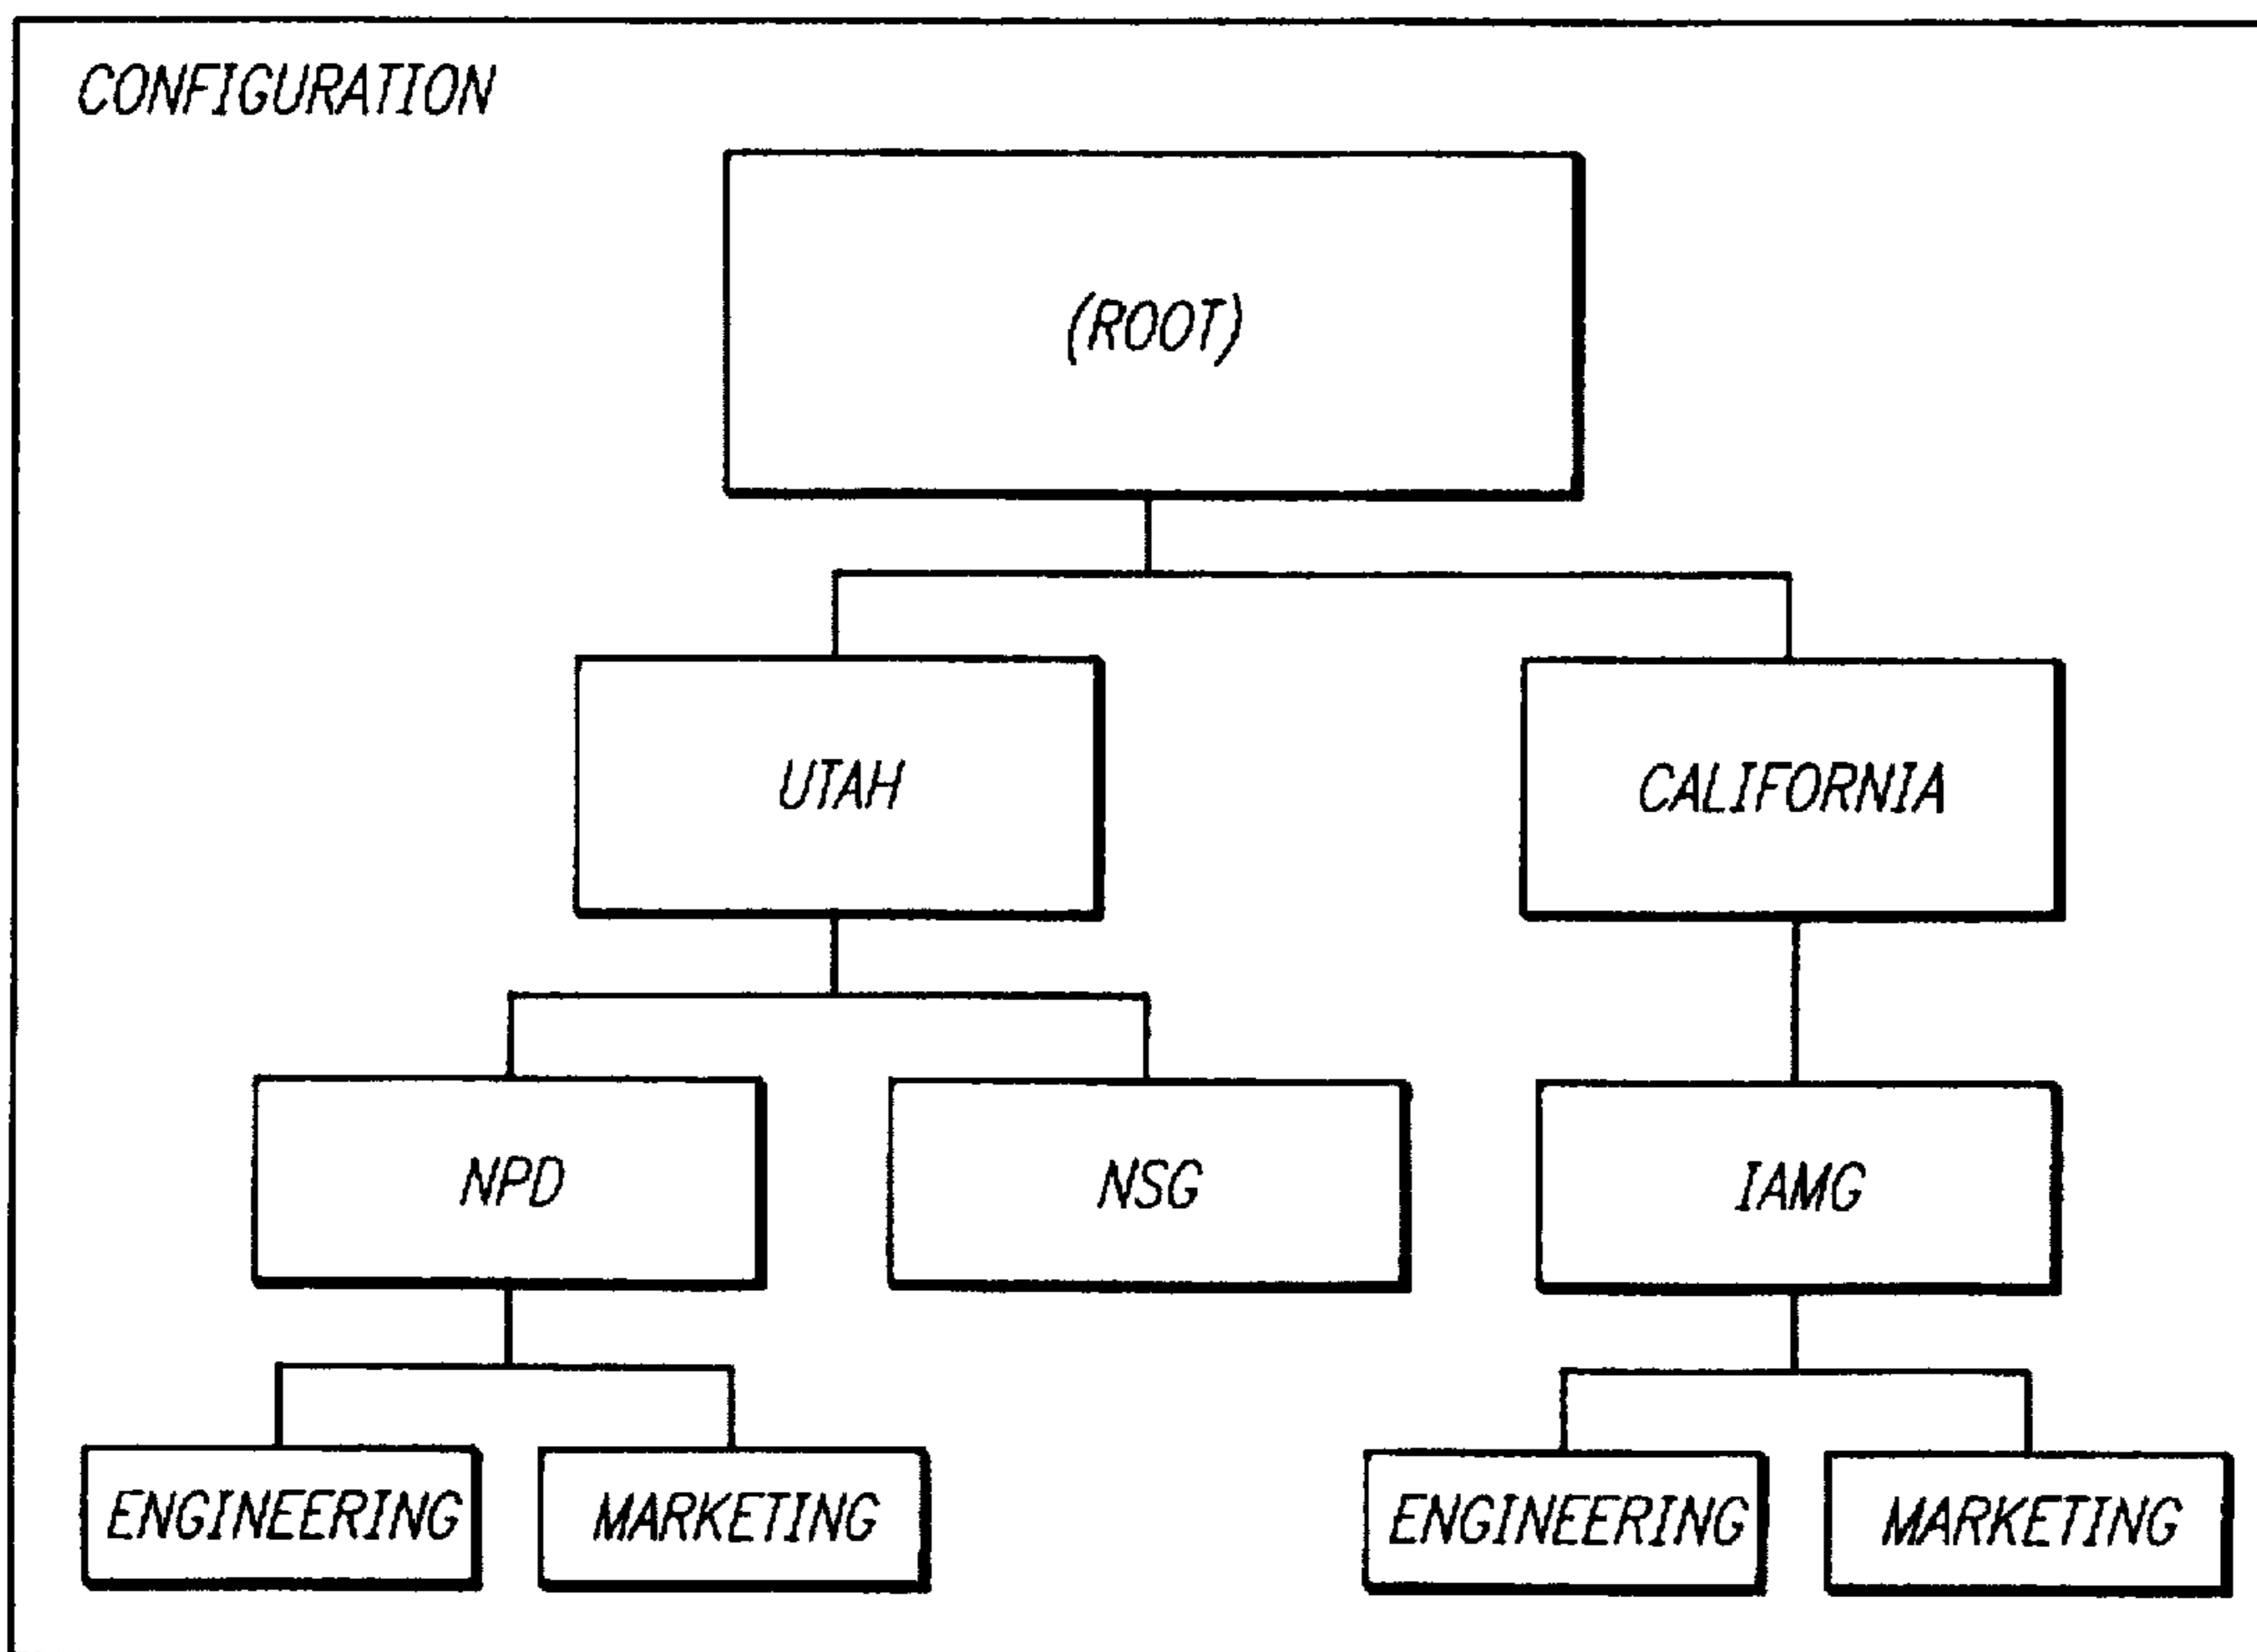 CONFIGURATION
(ROOT)
UTAH
CALIFORNIA
NPD
NSG
IAMG
ENGINEERING
MARKETING
ENGINEERING
MARKETING